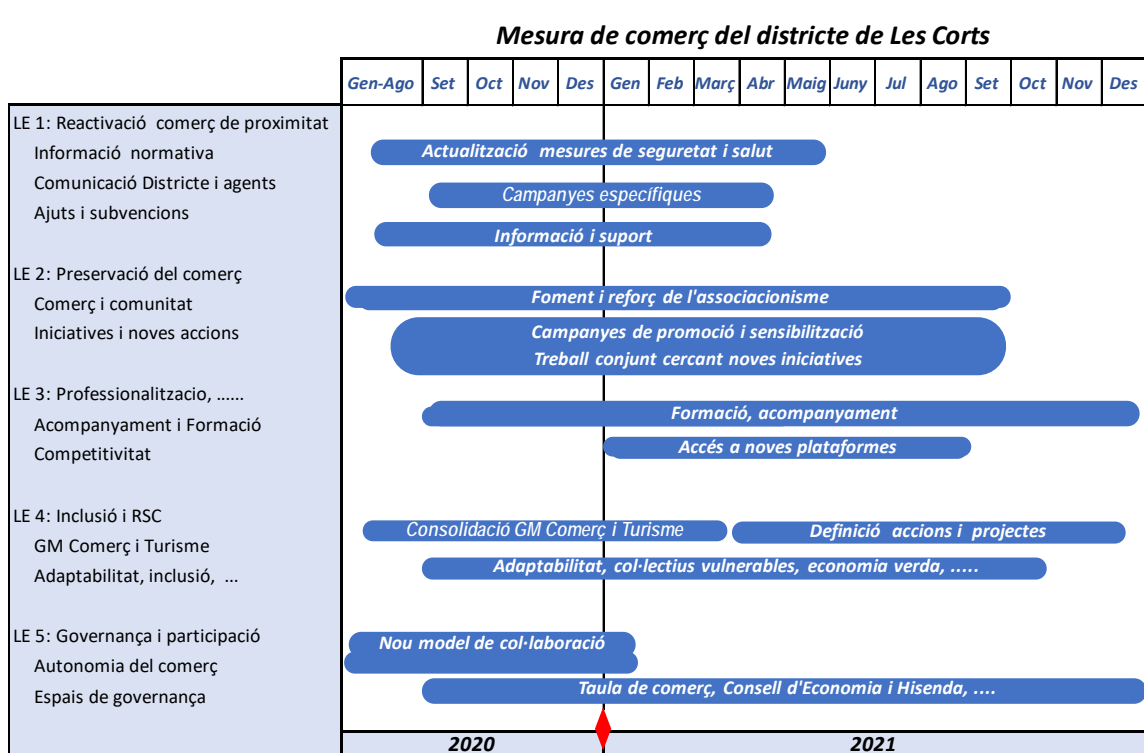 Mesura de comerç del districte de Les Corts
Gen-Ago Set Oct Nov Des Gen Feb Març Abr Maig Juny Jul Ago Set Oct Nov Des
LE 1: Reactivació comerç de proximitat
Informació normativa
Actualització mesures de seguretat i salut
Comunicació Districte i agents
Campanyes específiques
Ajuts i subvencions
Informació i suport
LE 2: Preservació del comerç
Comerç i comunitat
Foment i reforç de l'associacionisme
Iniciatives i noves accions
Campanyes de promoció i sensibilització
Treball conjunt cercant noves iniciatives
LE 3: Professionalització, ......
Acompanyament i Formació
Formació, acompanyament
Competitivitat
Accés a noves plataformes
LE 4: Inclusió i RSC
GM Comerç i Turisme
Consolidació GM Comerç i Turisme
Definició accions i projectes
Adaptabilitat, inclusió, ...
Adaptabilitat, col·lectius vulnerables, economia verda, .....
LE 5: Governança i participació
Nou model de col·laboració
Autonomia del comerç
Espais de governança
Taula de comerç, Consell d'Economia i Hisenda, ....
2020 2021